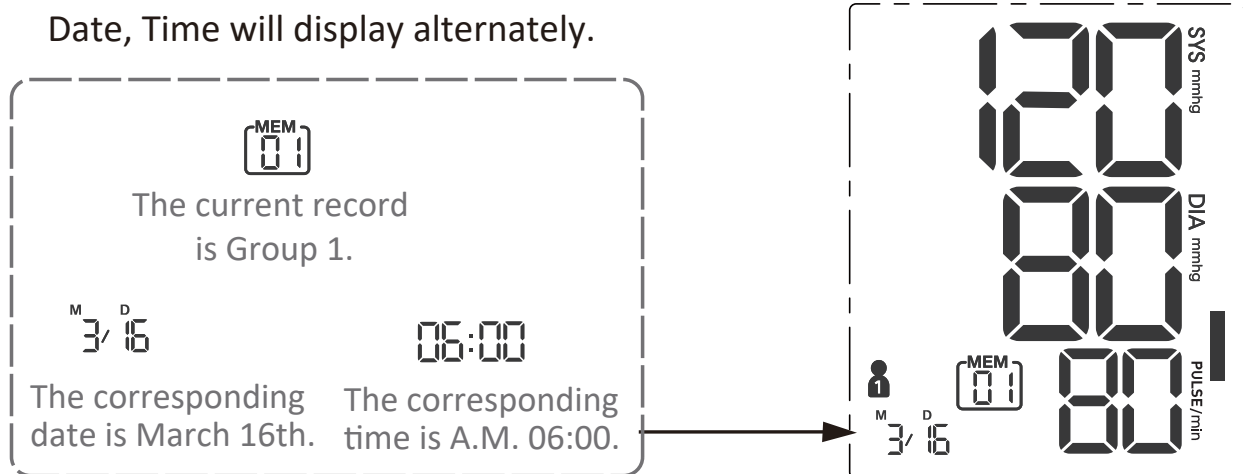 Date, Time will display alternately.
MEM
01
The current record
is Group 1.
M D
3/ 16
06:00
The corresponding
date is March 16th.
The corresponding
time is A.M. 06:00.
120
SYS mmhg
80
DIA mmhg
1
MEM
01
80
PULSE/min
M D
3/ 16